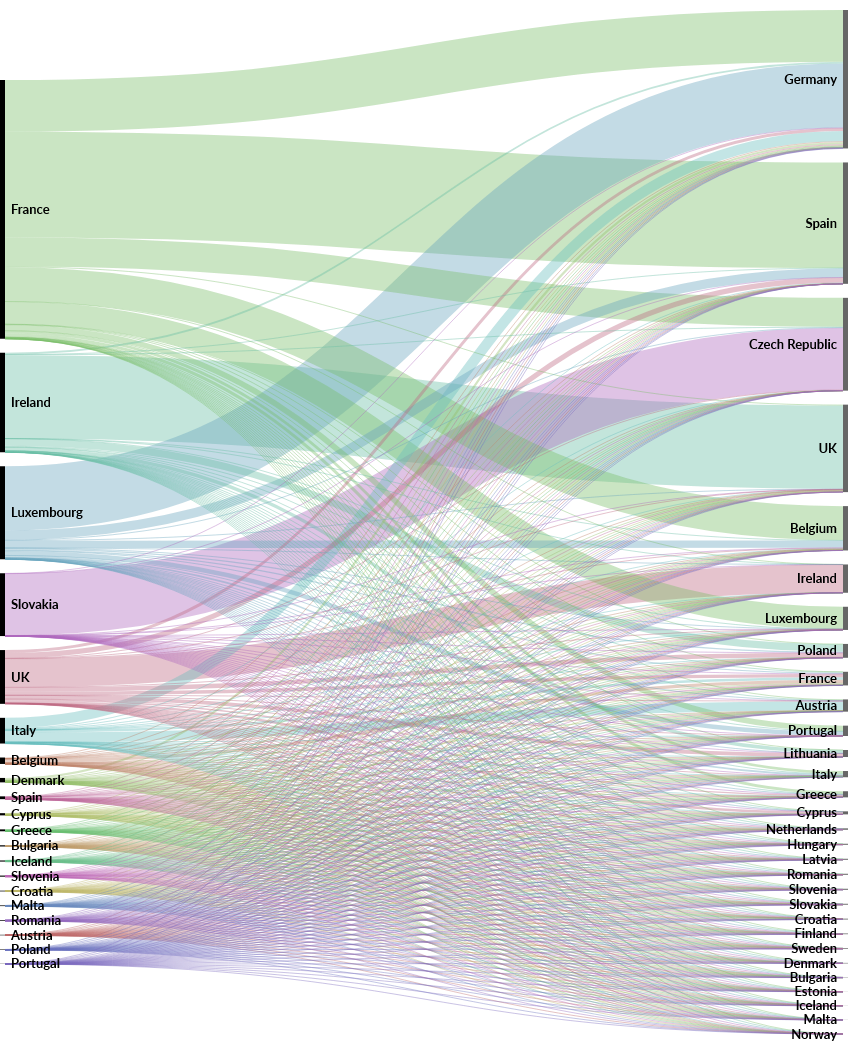 France
Ireland
Luxembourg
Slovakia
UK
Italy
Belgium
Denmark
Spain
Cyprus
Greece
Bulgaria
Iceland
Slovenia
Croatia
Malta
Romania
Austria
Poland
Portugal
Germany
Spain
Czech Republic
UK
Belgium
Ireland
Luxembourg
Poland
France
Austria
Portugal
Lithuania
Italy
Greece
Cyprus
Netherlands
Hungary
Latvia
Romania
Slovenia
Slovakia
Croatia
Finland
Sweden
Denmark
Bulgaria
Estonia
Iceland
Malta
Norway